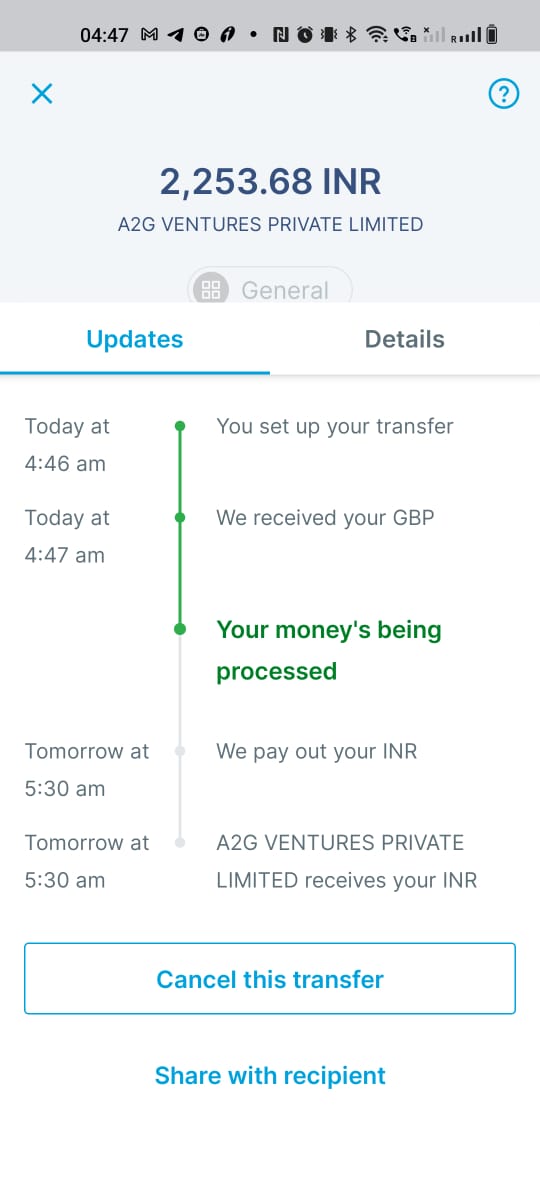 04:47
2,253.68 INR
A2G VENTURES PRIVATE LIMITED
General
Updates
Details
Today at
4:46 am
You set up your transfer
Today at
4:47 am
We received your GBP
Your money's being
processed
Tomorrow at
5:30 am
We pay out your INR
Tomorrow at
5:30 am
A2G VENTURES PRIVATE
LIMITED receives your INR
Cancel this transfer
Share with recipient